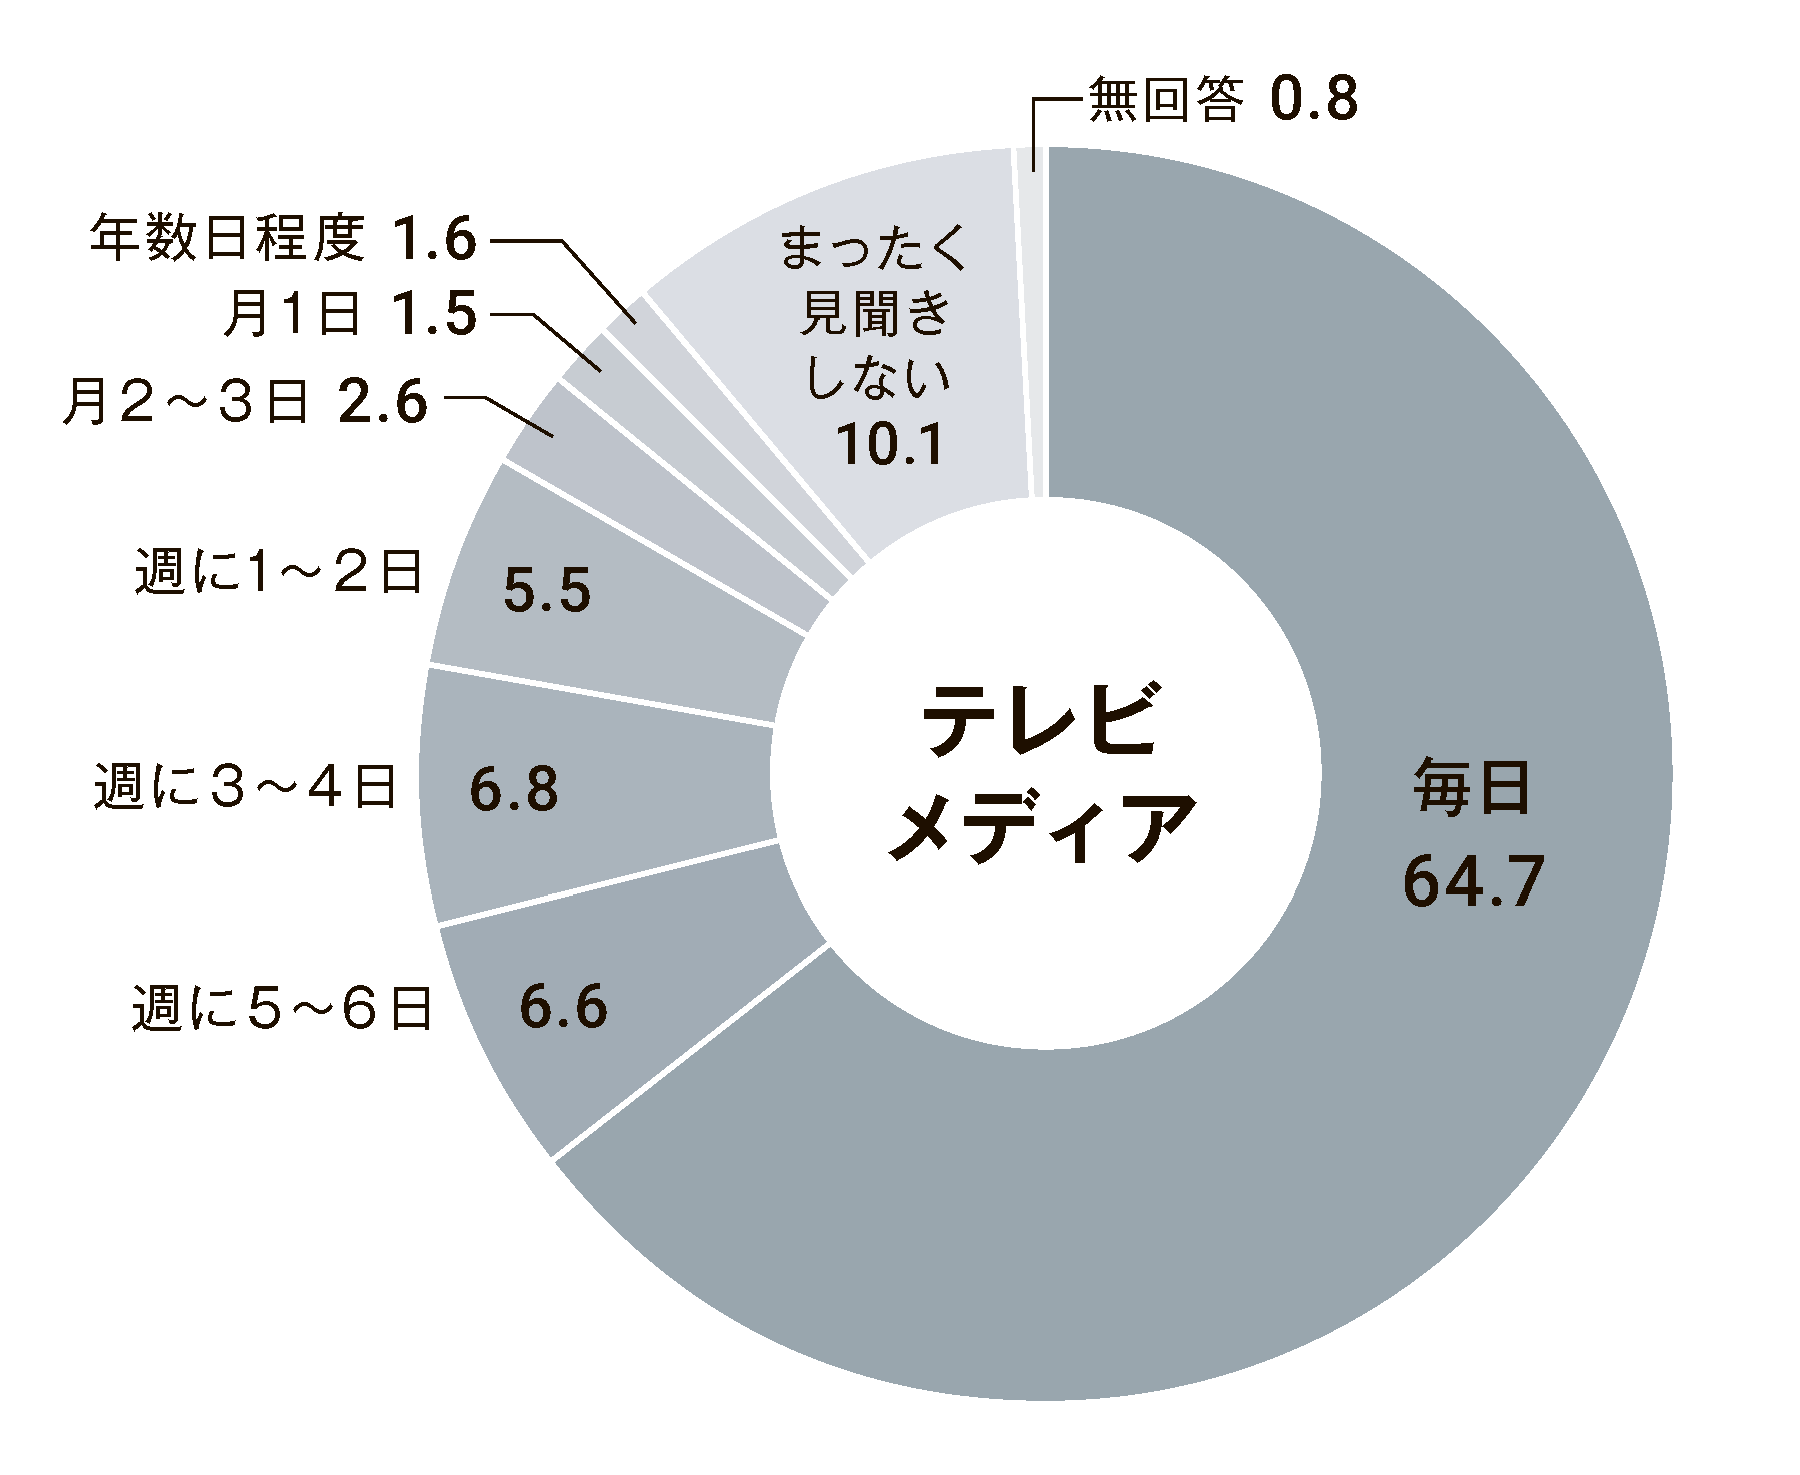 無回答 0.8
年数日程度 1.6
月1日 1.5
月2～3日 2.6
まったく
見聞き
しない
10.1
週に1～2日 5.5
週に3～4日 6.8
週に5～6日 6.6
テレビ
メディア
毎日
64.7